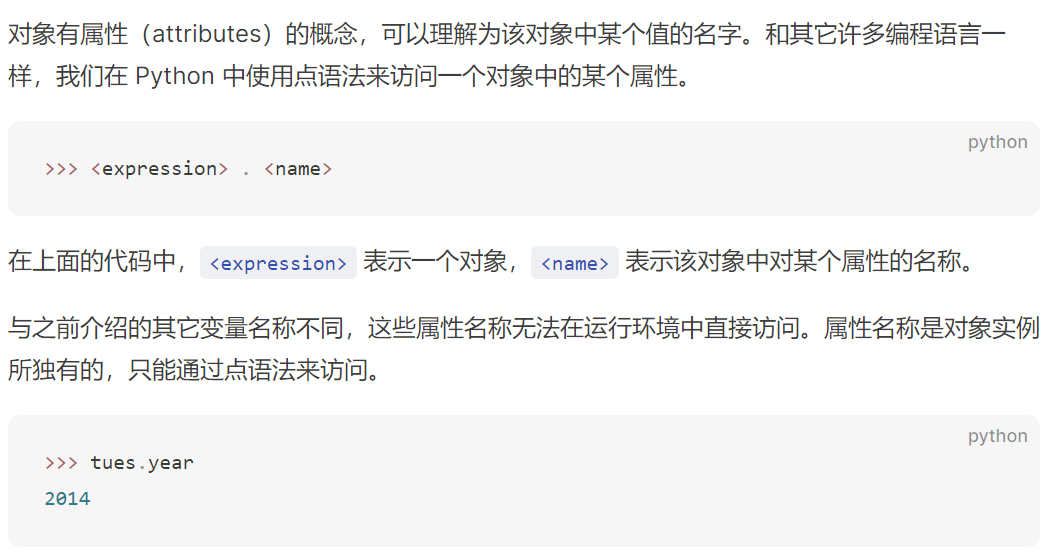 对象有属性（attributes）的概念，可以理解为该对象中某个值的名字。和其它许多编程语言一
样，我们在 Python 中使用点语法来访问一个对象中的某个属性。
python
>>> <expression> . <name>
在上面的代码中， <expression> 表示一个对象， <name> 表示该对象中对某个属性的名称。
与之前介绍的其它变量名称不同，这些属性名称无法在运行环境中直接访问。属性名称是对象实例
所独有的，只能通过点语法来访问。
python
>>> tues.year
2014